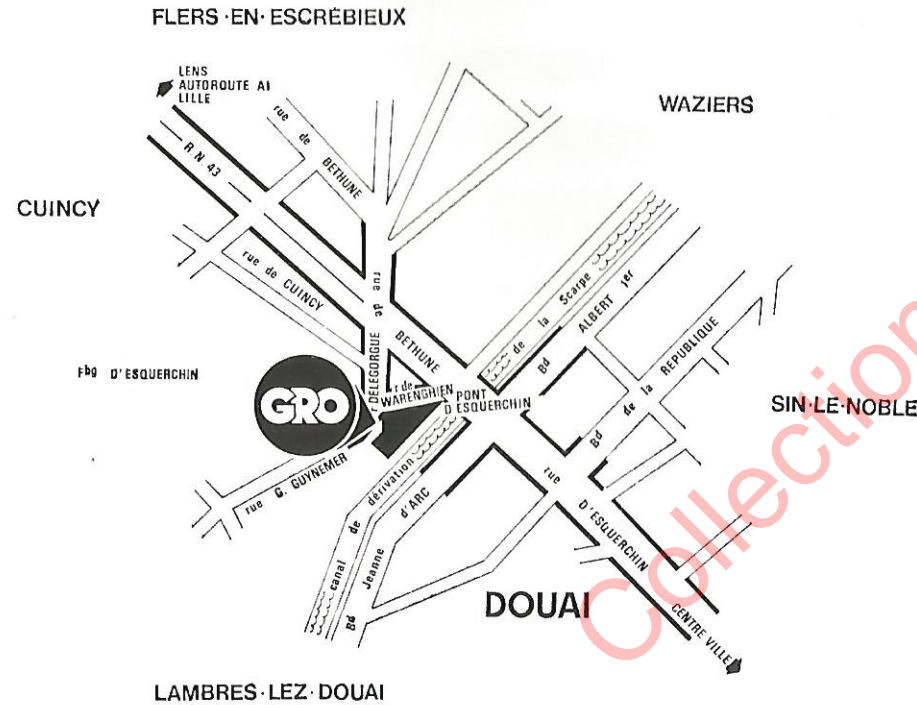 FLERS·EN·ESCRÉBIEUX
LENS
AUTOROUTE A1
LILLE
WAZIERS
rue de BETHUNE
R.N. 43
CUINCY
rue de CUINCY
rue de
BETHUNE
de la Scarpe
Bd ALBERT 1er
Bd de la REPUBLIQUE
Fbg D'ESQUERCHIN
r DELEGORGUE
r de
WARENGHIEN
PONT
D'ESQUERCHIN
GRO
SIN·LE·NOBLE
rue G. GUYNEMER
canal de dérivation
Bd Jeanne d'ARC
rue D'ESQUERCHIN
DOUAI
CENTRE VILLE
LAMBRES·LEZ·DOUAI
Collection